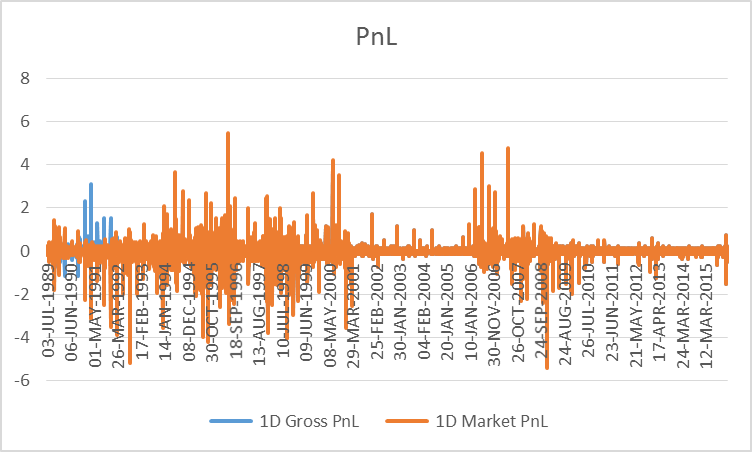 PnL
8
6
4
2
0
-2
-4
-6
03-JUL-1989
06-JUN-1990
01-MAY-1991
26-MAR-1992
17-FEB-1993
14-JAN-1994
08-DEC-1994
30-OCT-1995
18-SEP-1996
13-AUG-1997
10-JUL-1998
09-JUN-1999
08-MAY-2000
29-MAR-2001
25-FEB-2002
30-JAN-2003
04-FEB-2004
20-JAN-2005
10-JAN-2006
30-NOV-2006
26-OCT-2007
24-SEP-2008
24-AUG-2009
26-JUL-2010
23-JUN-2011
21-MAY-2012
17-APR-2013
24-MAR-2014
12-MAR-2015
1D Gross PnL
1D Market PnL